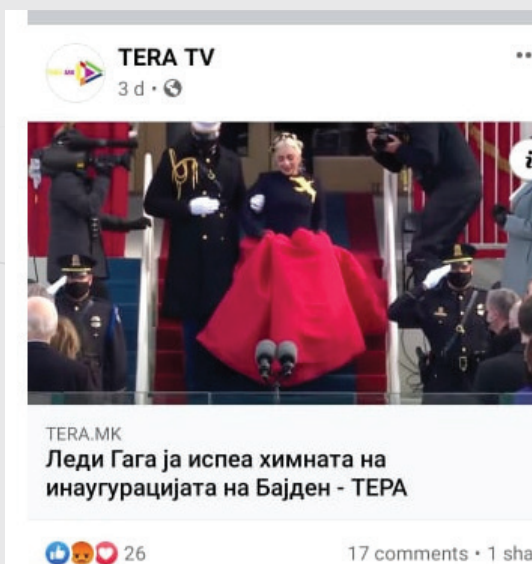 TERA TV
3 d
TERA.MK
Леди Гага ја испеа химната на
инаугурацијата на Бајден - ТЕРА
26
17 comments • 1 sha